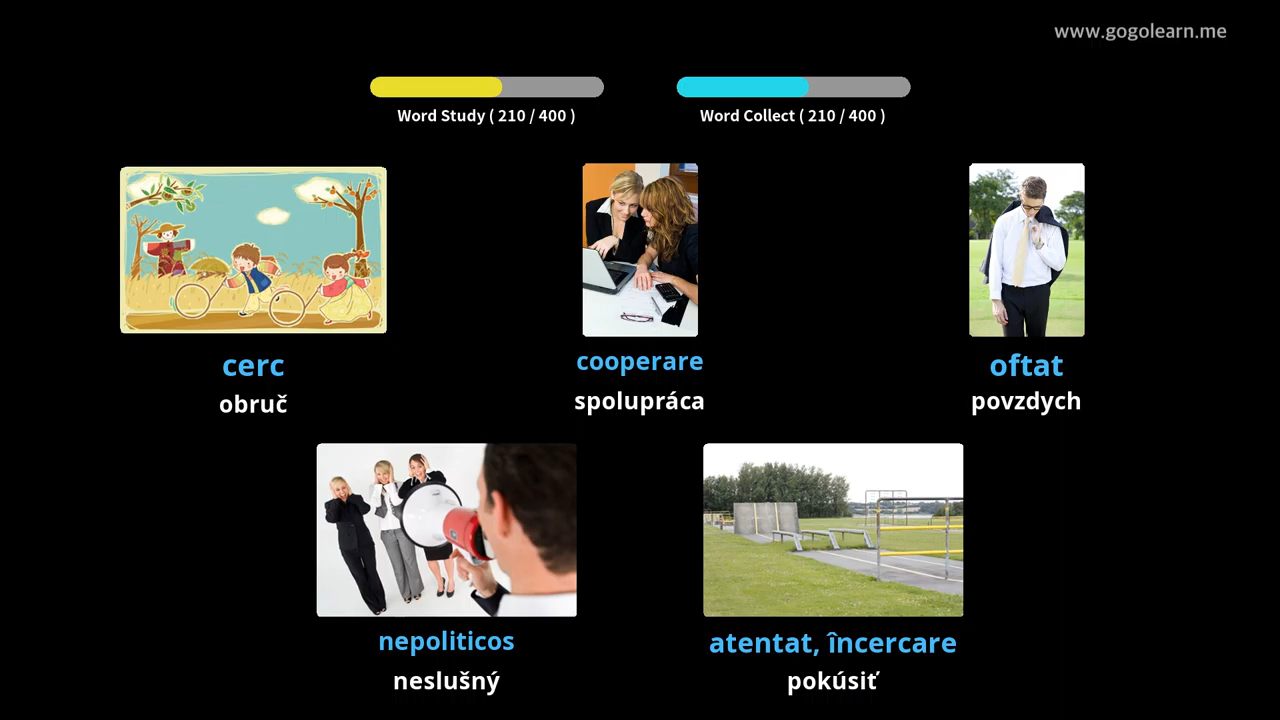 www.gogolearn.me
Word Study ( 210 / 400 )
Word Collect ( 210 / 400 )
cerc
obruč
cooperare
spolupráca
oftat
povzdych
nepoliticos
neslušný
atentat, încercare
pokúsiť